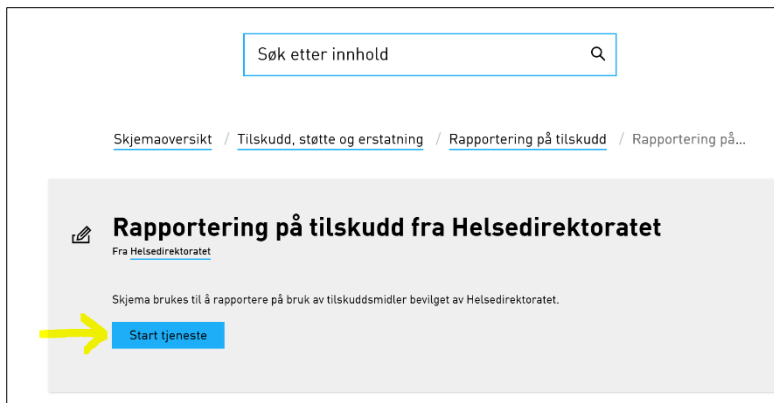 Søk etter innhold
Skjemaoversikt / Tilskudd, støtte og erstatning / Rapportering på tilskudd / Rapportering på...
Rapportering på tilskudd fra Helsedirektoratet
Fra Helsedirektoratet
Skjema brukes til å rapportere på bruk av tilskuddsmidler bevilget av Helsedirektoratet.
Start tjeneste